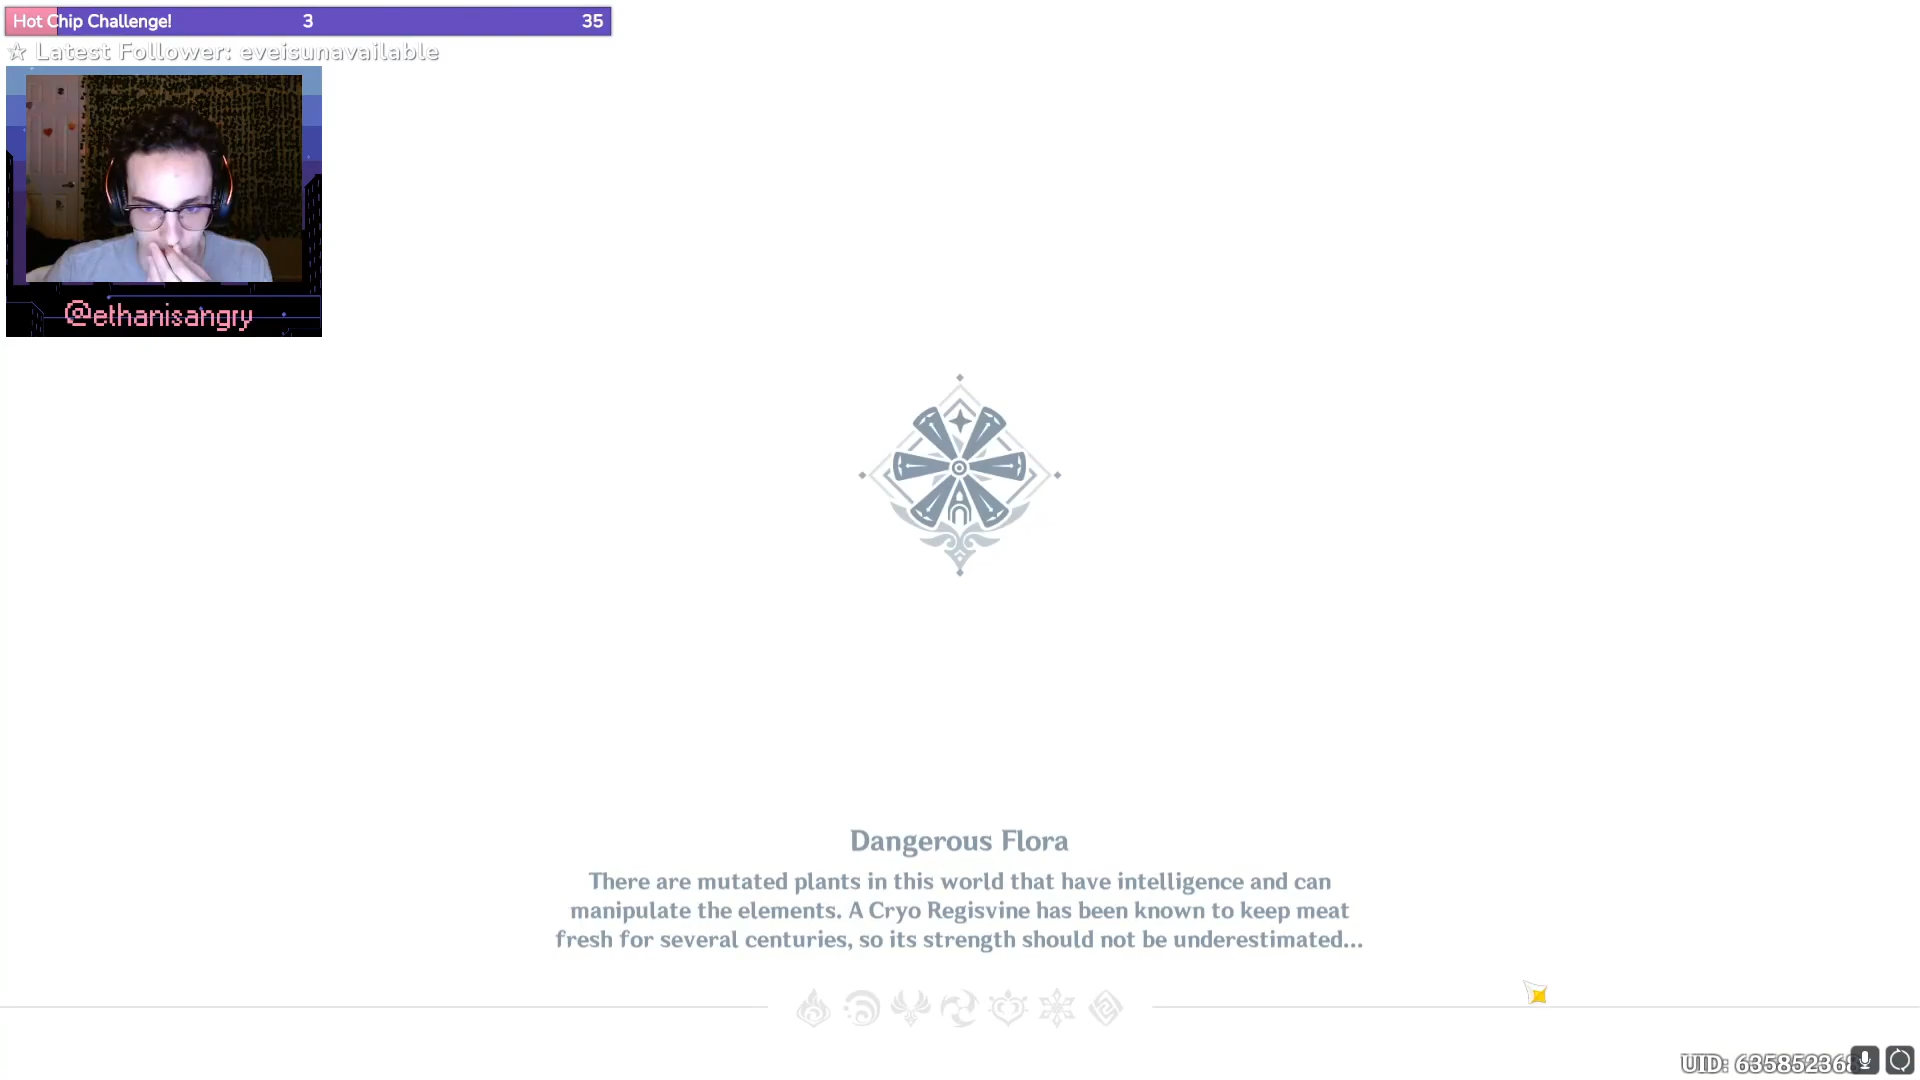 Hot Chip Challenge! 3 35
☆ Latest Follower: eveisunavailable
@ethanisangry
Dangerous Flora
There are mutated plants in this world that have intelligence and can
manipulate the elements. A Cryo Regisvine has been known to keep meat
fresh for several centuries, so its strength should not be underestimated...
UID: